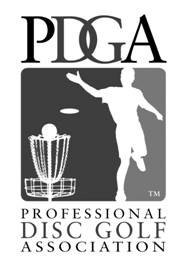 PDGA
TM
PROFESSIONAL
DISC GOLF
ASSOCIATION